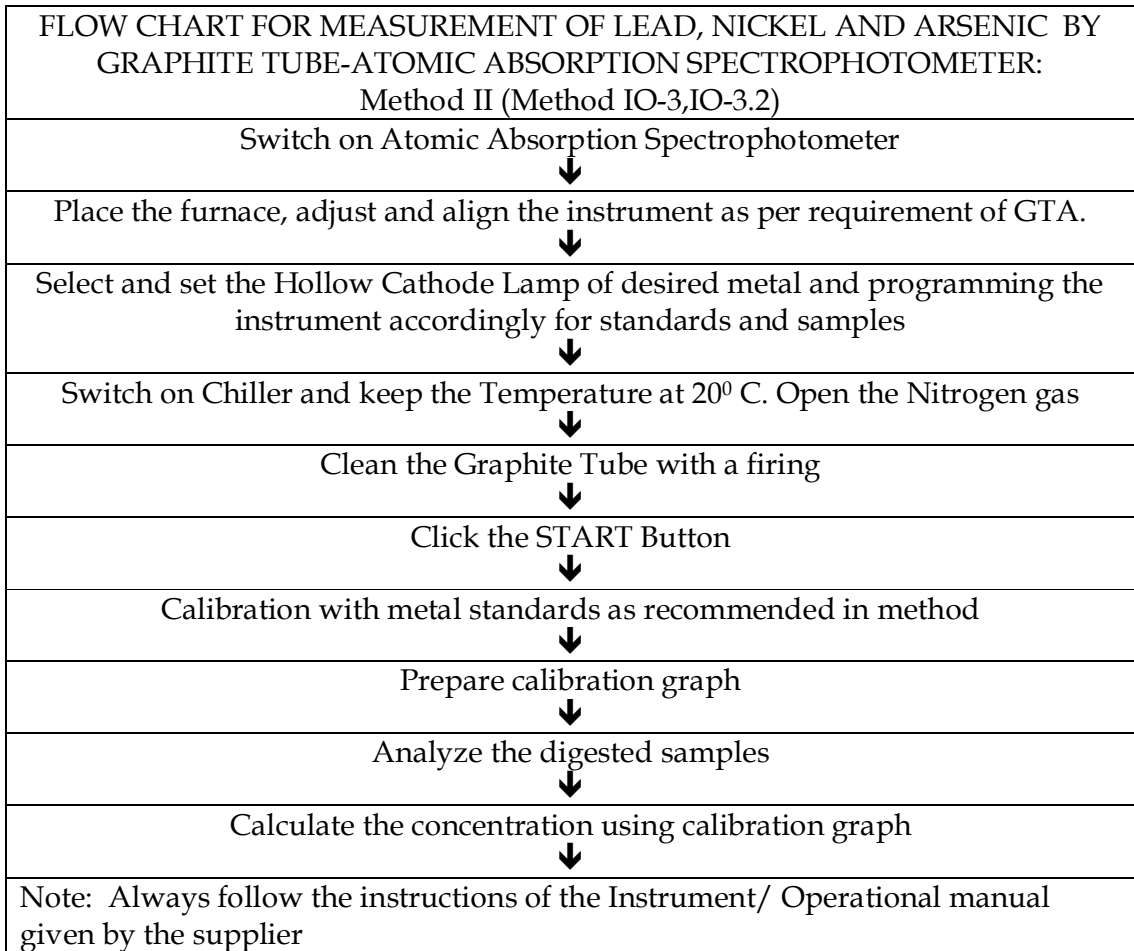 FLOW CHART FOR MEASUREMENT OF LEAD, NICKEL AND ARSENIC BY
GRAPHITE TUBE-ATOMIC ABSORPTION SPECTROPHOTOMETER:
Method II (Method IO-3,IO-3.2)
Switch on Atomic Absorption Spectrophotometer
Place the furnace, adjust and align the instrument as per requirement of GTA.
Select and set the Hollow Cathode Lamp of desired metal and programming the
instrument accordingly for standards and samples
Switch on Chiller and keep the Temperature at 20⁰ C. Open the Nitrogen gas
Clean the Graphite Tube with a firing
Click the START Button
Calibration with metal standards as recommended in method
Prepare calibration graph
Analyze the digested samples
Calculate the concentration using calibration graph
Note: Always follow the instructions of the Instrument/ Operational manual
given by the supplier